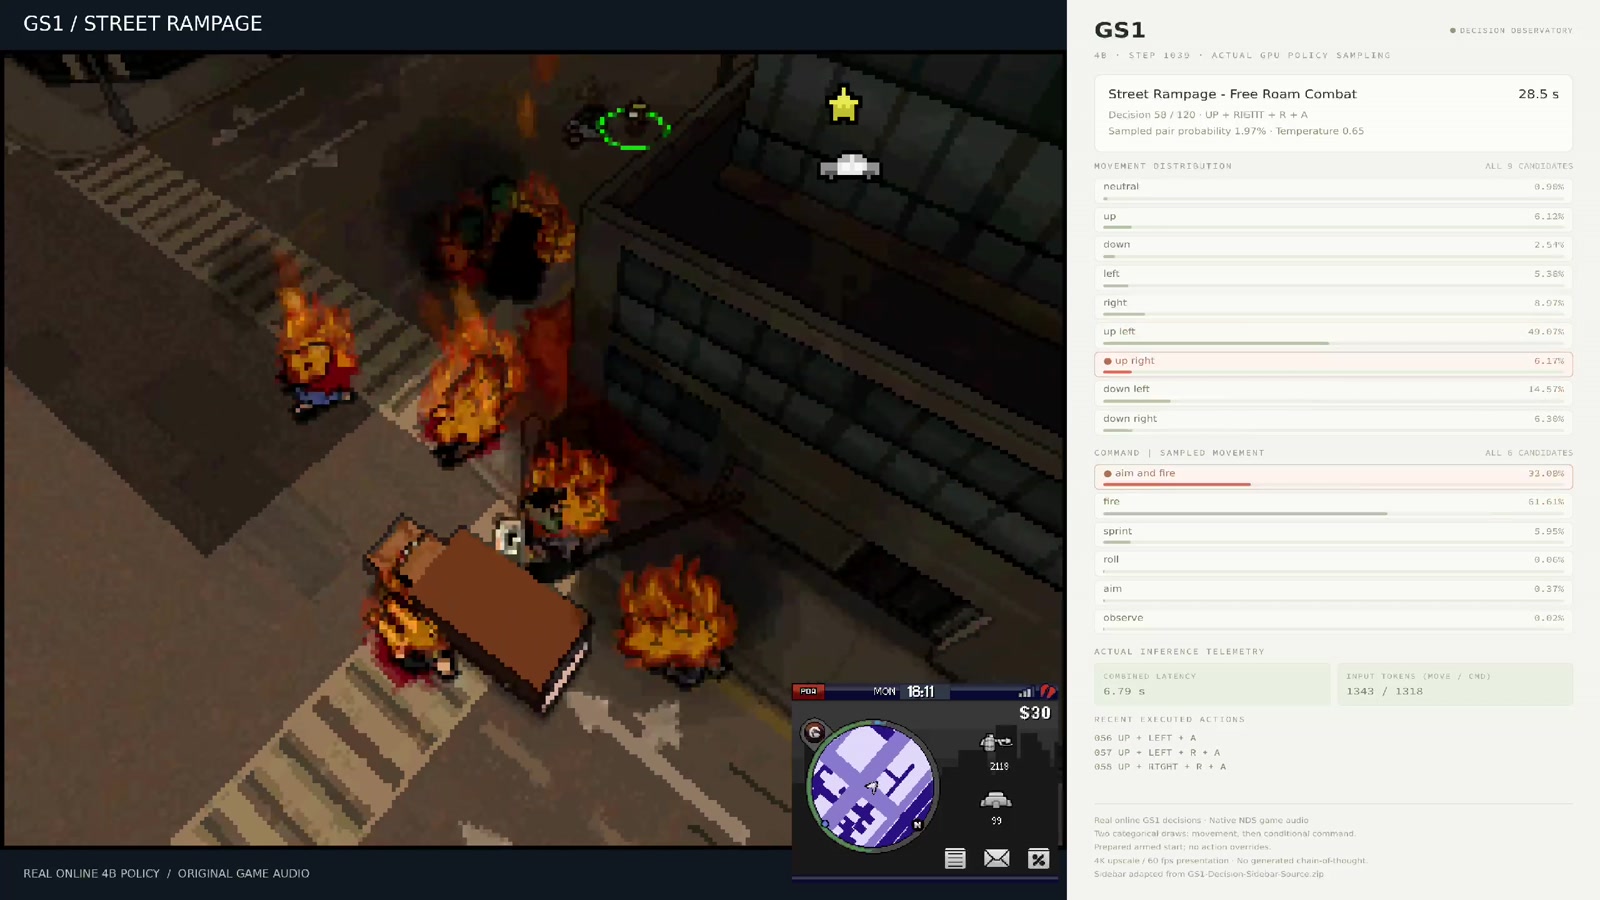 GS1 / STREET RAMPAGE
PDA
MON 18:11
$30
G
2118
99
N
REAL ONLINE 4B POLICY / ORIGINAL GAME AUDIO
GS1
DECISION OBSERVATORY
4B · STEP 1039 · ACTUAL GPU POLICY SAMPLING
Street Rampage - Free Roam Combat
28.5 s
Decision 58 / 120 · UP + RIGHT + R + A
Sampled pair probability 1.97% · Temperature 0.65
MOVEMENT DISTRIBUTION
ALL 9 CANDIDATES
neutral 0.90%
up 6.12%
down 2.54%
left 5.38%
right 8.97%
up left 49.07%
up right 6.17%
down left 14.57%
down right 6.30%
COMMAND | SAMPLED MOVEMENT
ALL 6 CANDIDATES
aim and fire
fire 61.61%
sprint 5.95%
roll 0.06%
aim 0.37%
observe 0.02%
ACTUAL INFERENCE TELEMETRY
COMBINED LATENCY
6.79 s
INPUT TOKENS (MOVE / CMD)
1343 / 1318
RECENT EXECUTED ACTIONS
056 UP + LEFT + A
057 UP + LEFT + R + A
058 UP + RIGHT + R + A
Real online GS1 decisions · Native NDS game audio
Two categorical draws: movement, then conditional command.
Prepared armed start; no action overrides.
4K upscale / 60 fps presentation · No generated chain-of-thought.
Sidebar adapted from GS1-Decision-Sidebar-Source.zip